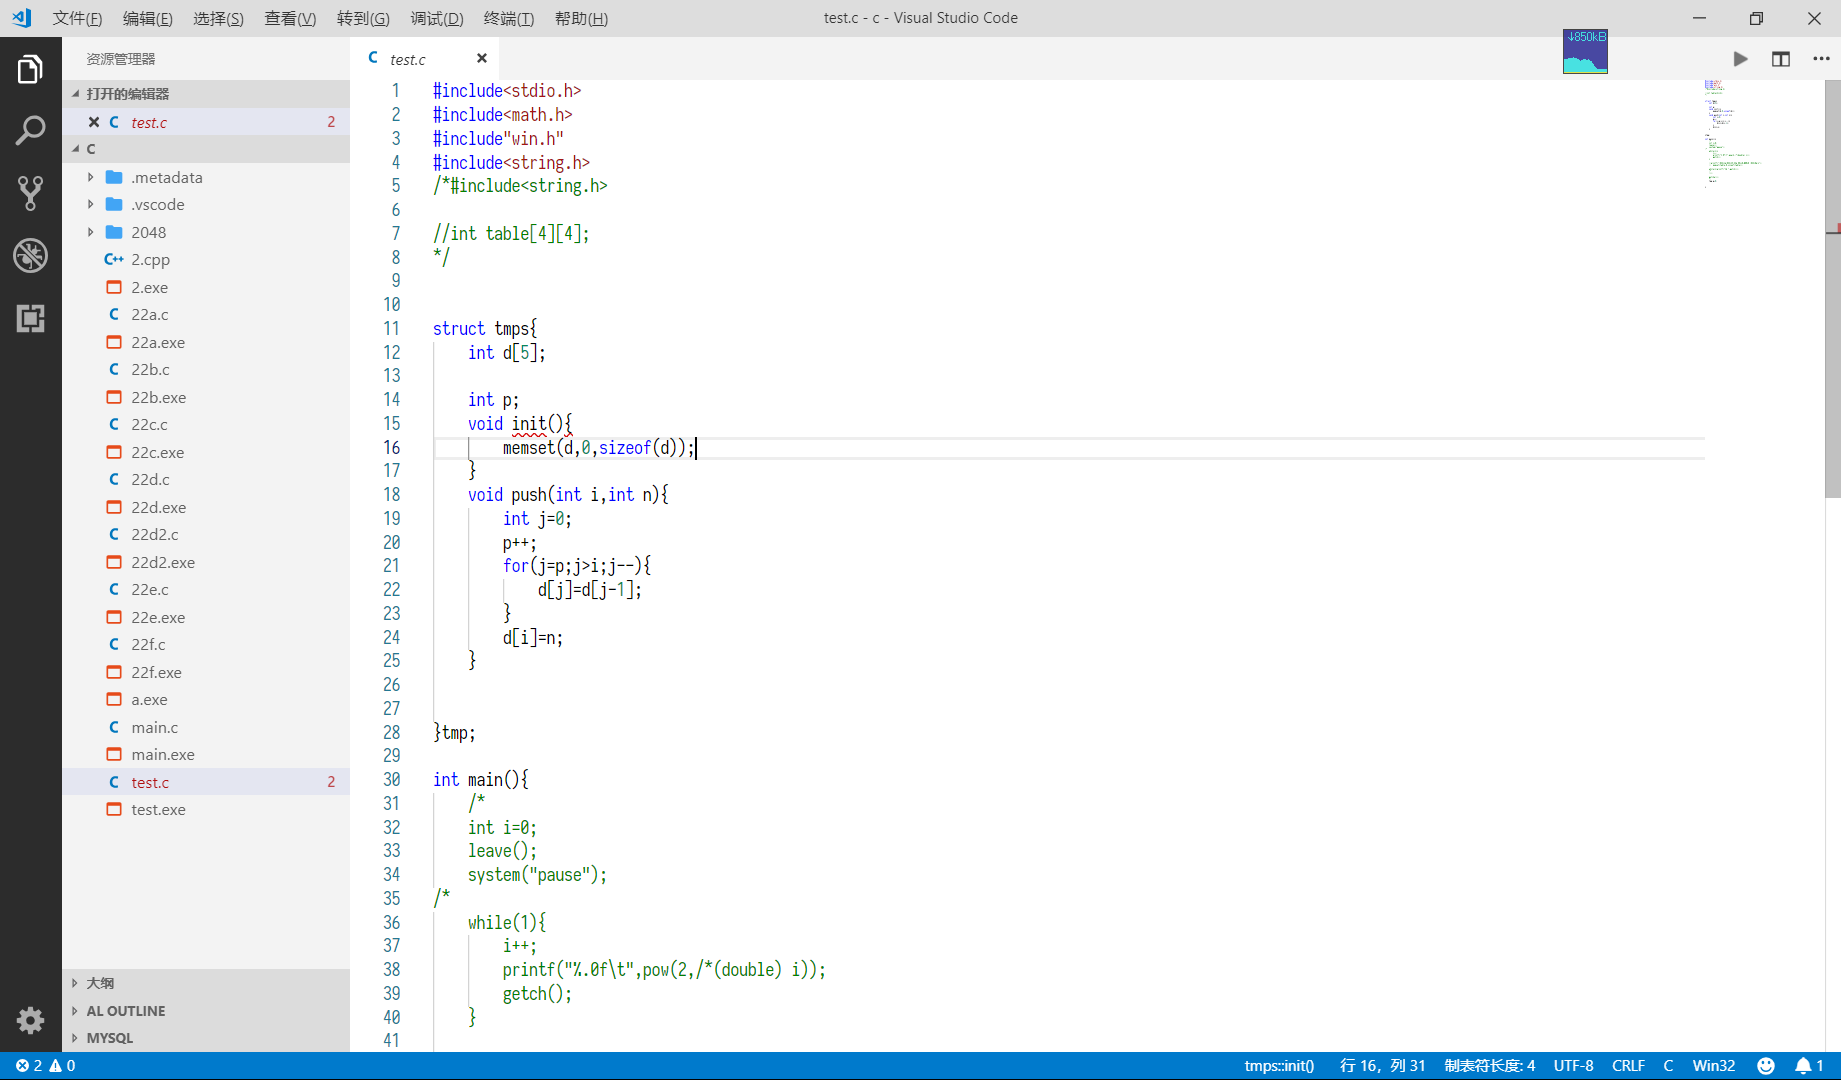 文件(F) 编辑(E) 选择(S) 查看(V) 转到(G) 调试(D) 终端(T) 帮助(H) test.c - c - Visual Studio Code
↓850kB
资源管理器
打开的编辑器
C test.c 2
C
.metadata
.vscode
2048
C++ 2.cpp
2.exe
C 22a.c
22a.exe
C 22b.c
22b.exe
C 22c.c
22c.exe
C 22d.c
22d.exe
C 22d2.c
22d2.exe
C 22e.c
22e.exe
C 22f.c
22f.exe
a.exe
C main.c
main.exe
C test.c 2
test.exe
大纲
AL OUTLINE
MYSQL
C test.c
1 #include<stdio.h>
2 #include<math.h>
3 #include"win.h"
4 #include<string.h>
5 /*#include<string.h>
6
7 //int table[4][4];
8 */
9
10
11 struct tmps{
12     int d[5];
13
14     int p;
15     void init(){
16         memset(d,0,sizeof(d));
17     }
18     void push(int i,int n){
19         int j=0;
20         p++;
21         for(j=p;j>i;j--){
22             d[j]=d[j-1];
23         }
24         d[i]=n;
25     }
26
27
28 }tmp;
29
30 int main(){
31     /*
32     int i=0;
33     leave();
34     system("pause");
35 /*
36     while(1){
37         i++;
38         printf("%.0f\t",pow(2,/*(double) i));
39         getch();
40     }
41
2 0 tmps::init() 行 16，列 31 制表符长度: 4 UTF-8 CRLF C Win32 1